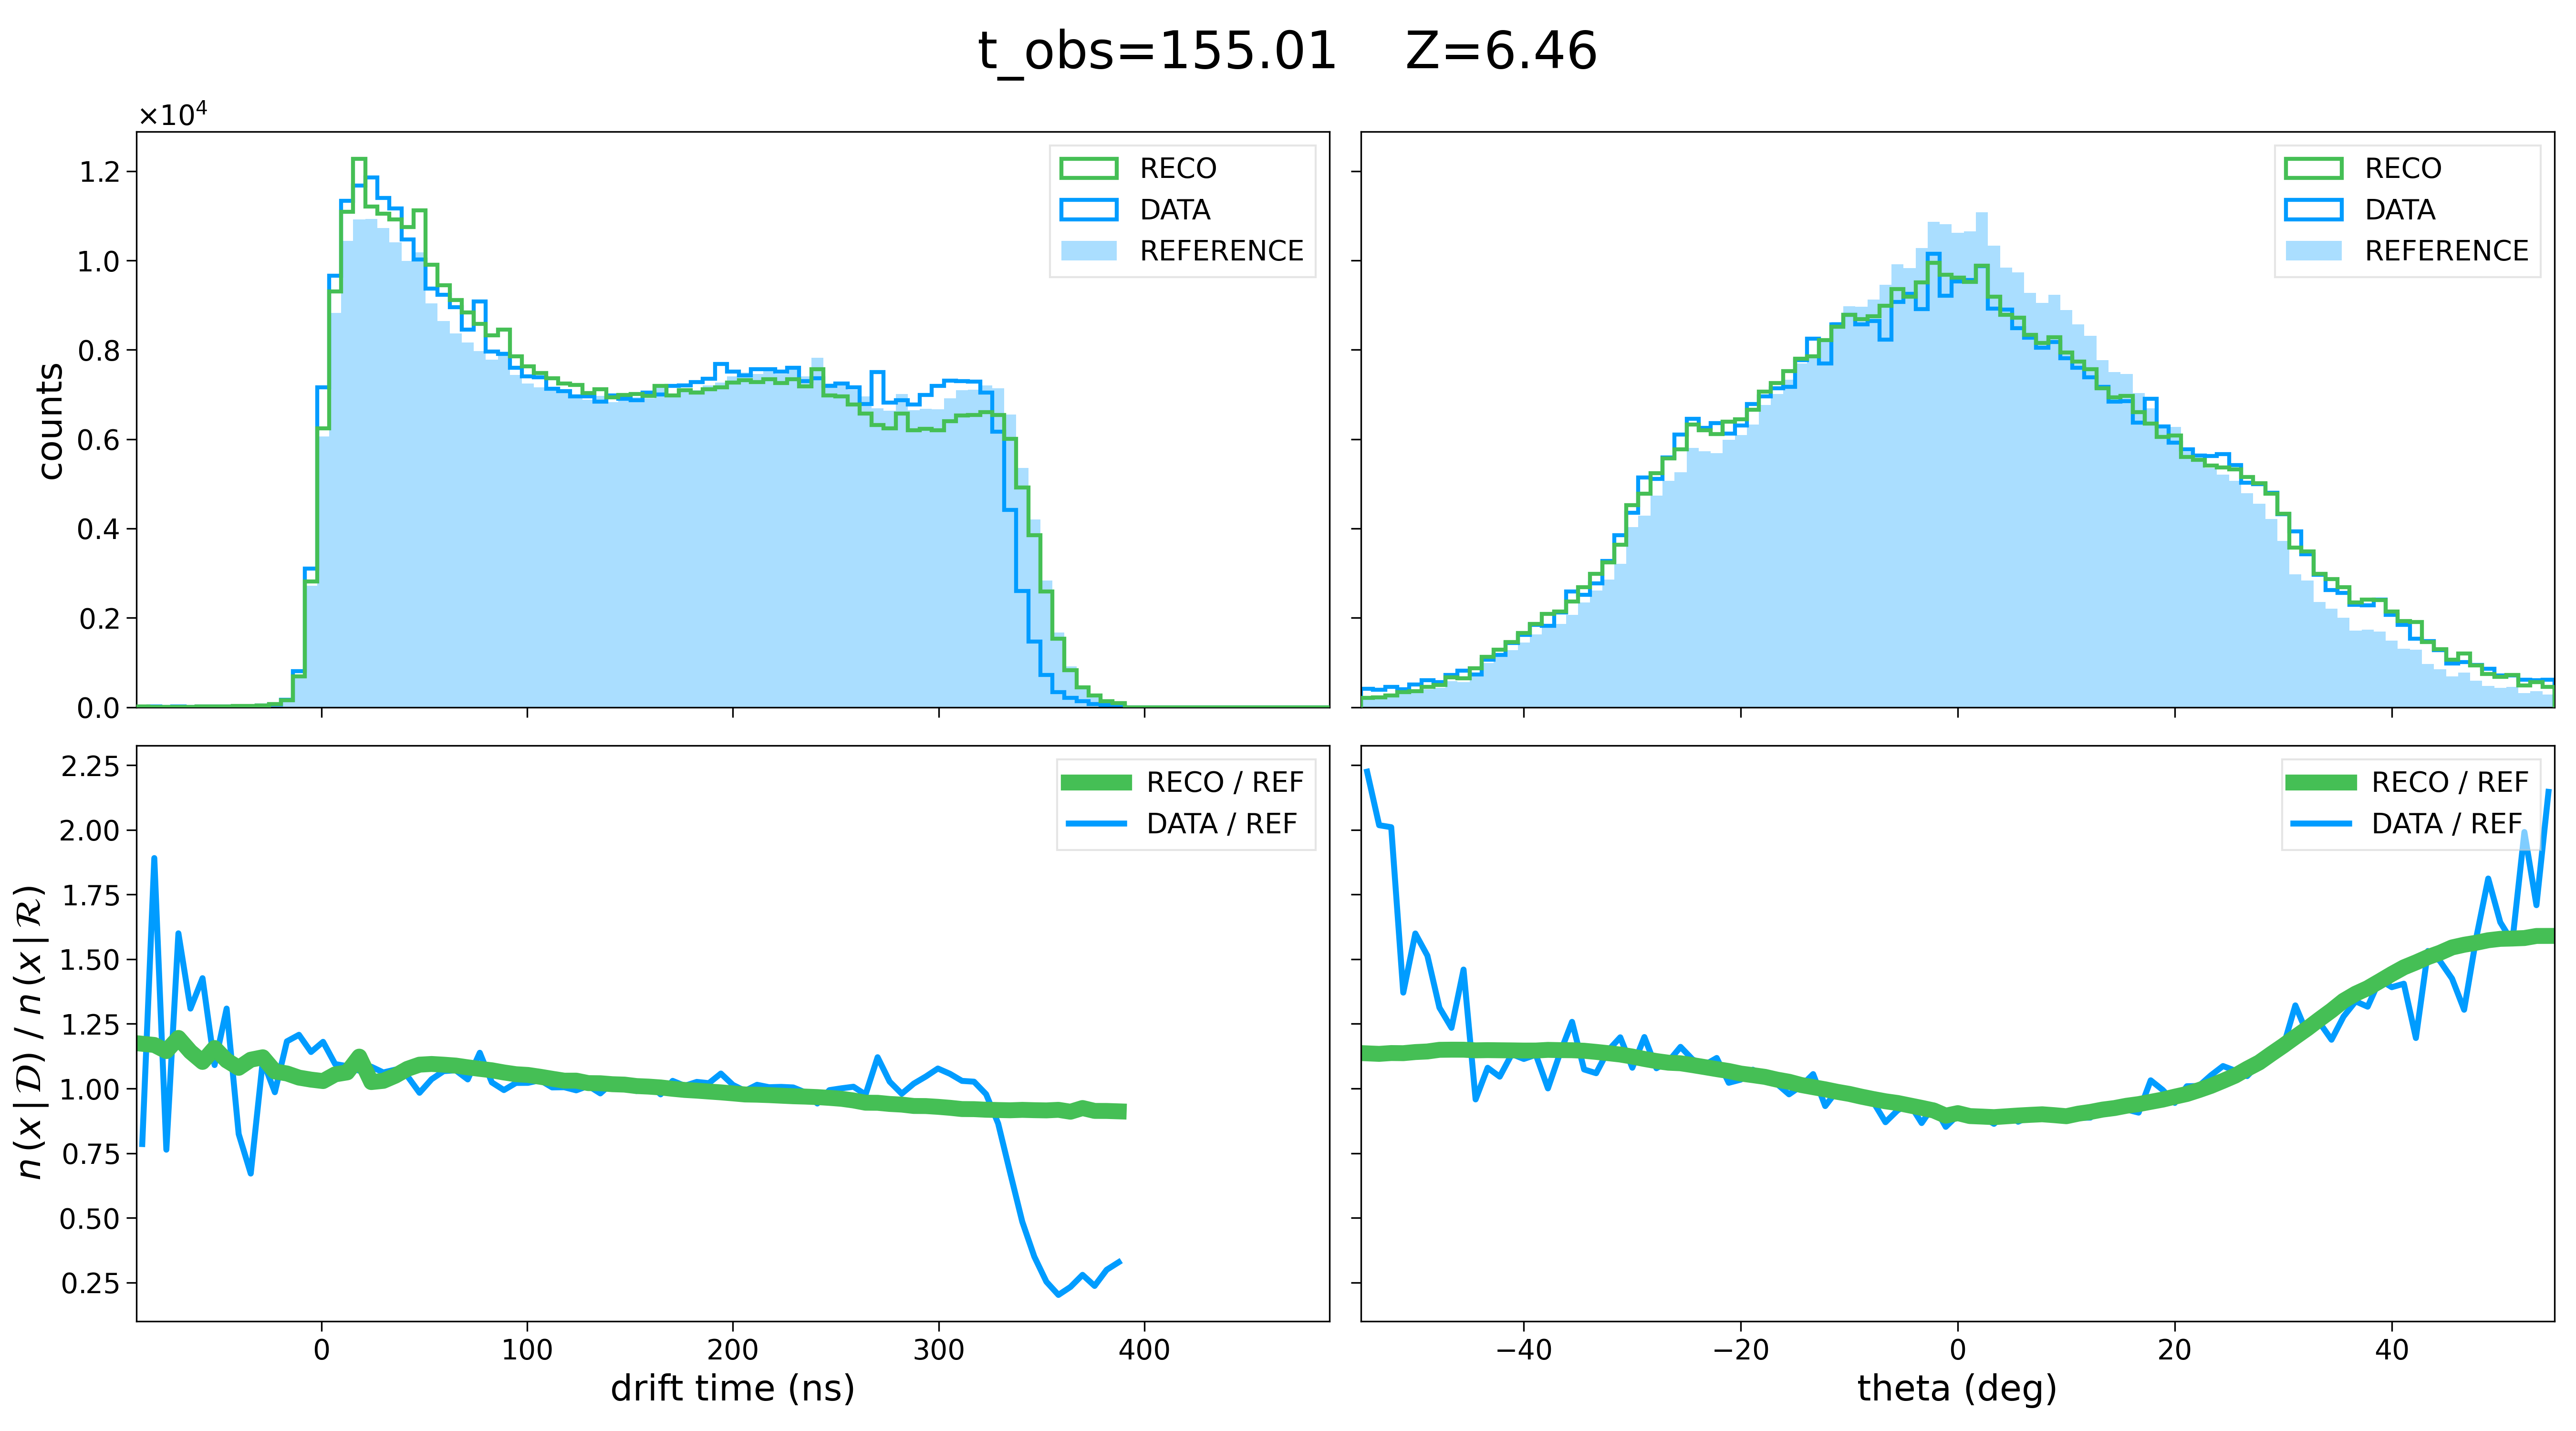 t_obs=155.01 Z=6.46
×10⁴
1.2
1.0
0.8
0.6
0.4
0.2
0.0
counts
RECO
DATA
REFERENCE
RECO
DATA
REFERENCE
2.25
2.00
1.75
1.50
1.25
1.00
0.75
0.50
0.25
n(x|𝒟) / n(x|ℛ)
RECO / REF
DATA / REF
0 100 200 300 400
drift time (ns)
RECO / REF
DATA / REF
−40 −20 0 20 40
theta (deg)